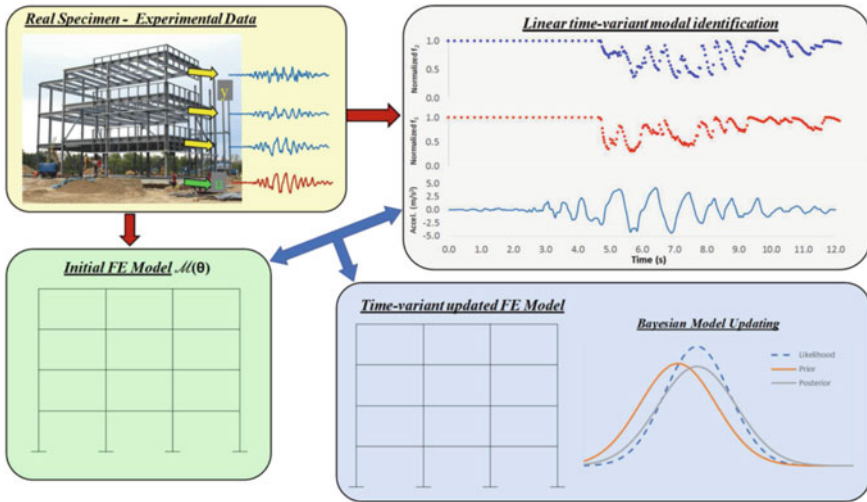 Real Specimen - Experimental Data
y
u
Linear time-variant modal identification
Normalized f₂
1.0
0.5
0.0
Normalized f₁
1.0
0.5
0.0
Accel. (m/s²)
5.0
2.5
0.0
-2.5
-5.0
0.0 1.0 2.0 3.0 4.0 5.0 6.0 7.0 8.0 9.0 10.0 11.0 12.0
Time (s)
Initial FE Model ℳ(θ)
Time-variant updated FE Model
Bayesian Model Updating
Likelihood
Prior
Posterior